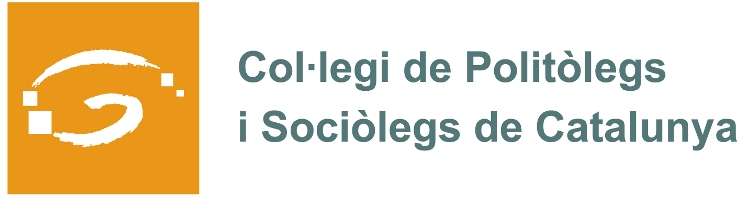 Col·legi de Politòlegs
i Sociòlegs de Catalunya